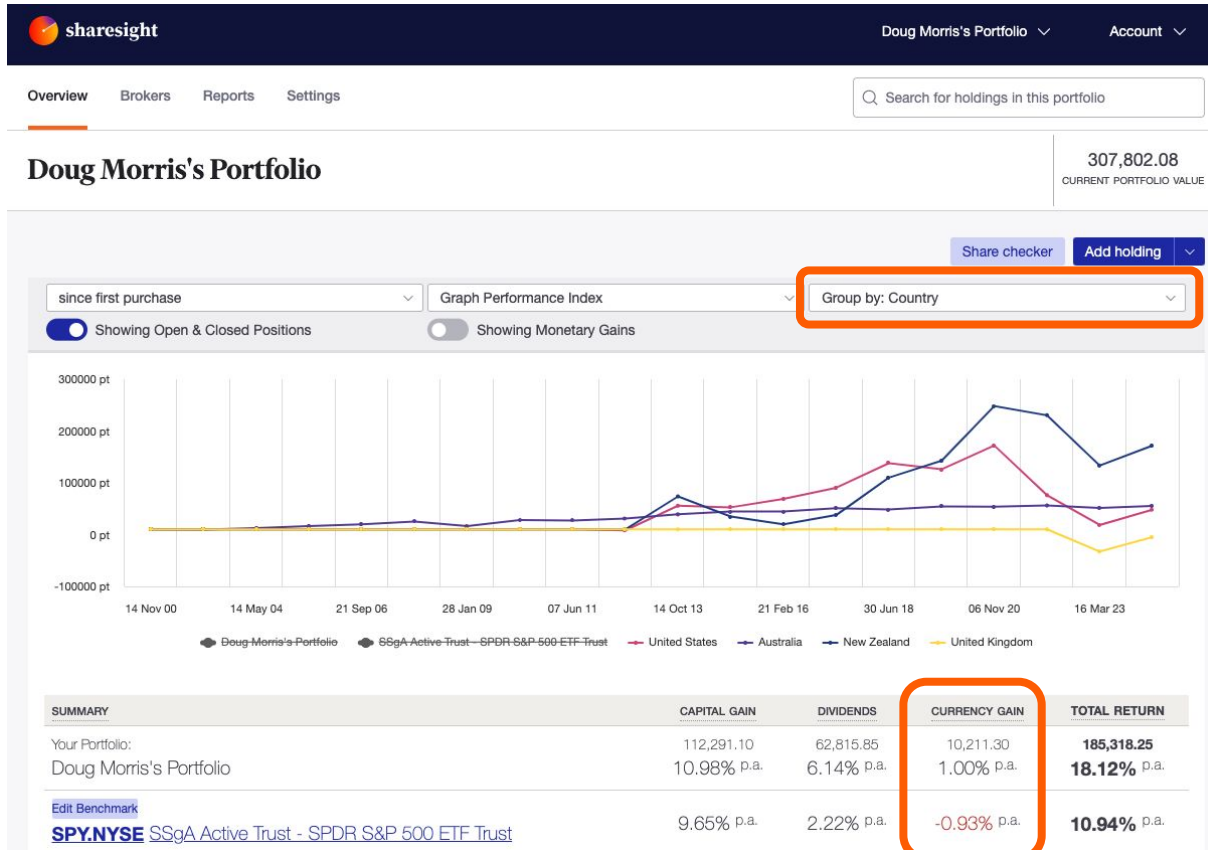 sharesight
Doug Morris's Portfolio Account
Overview Brokers Reports Settings Search for holdings in this portfolio
Doug Morris's Portfolio
307,802.08
CURRENT PORTFOLIO VALUE
Share checker Add holding
since first purchase Graph Performance Index Group by: Country
Showing Open & Closed Positions Showing Monetary Gains
300000 pt
200000 pt
100000 pt
0 pt
-100000 pt
14 Nov 00 14 May 04 21 Sep 06 28 Jan 09 07 Jun 11 14 Oct 13 21 Feb 16 30 Jun 18 06 Nov 20 16 Mar 23
Doug Morris's Portfolio SSgA Active Trust - SPDR S&P 500 ETF Trust United States Australia New Zealand United Kingdom
SUMMARY CAPITAL GAIN DIVIDENDS CURRENCY GAIN TOTAL RETURN
Your Portfolio: 112,291.10 62,815.85 10,211.30 185,318.25
Doug Morris's Portfolio 10.98% p.a. 6.14% p.a. 1.00% p.a. 18.12% p.a.
Edit Benchmark
SPY.NYSE SSgA Active Trust - SPDR S&P 500 ETF Trust 9.65% p.a. 2.22% p.a. -0.93% p.a. 10.94% p.a.